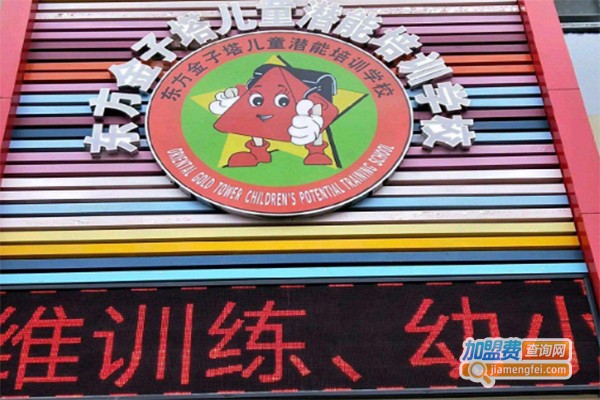 东方金子塔儿童潜能培训学校
东方金子塔儿童潜能培训学校
ORIENTAL GOLD TOWER CHILDREN'S POTENTIAL TRAINING SCHOOL
维训练、幼小
加盟费查询网
jiamengfei.com